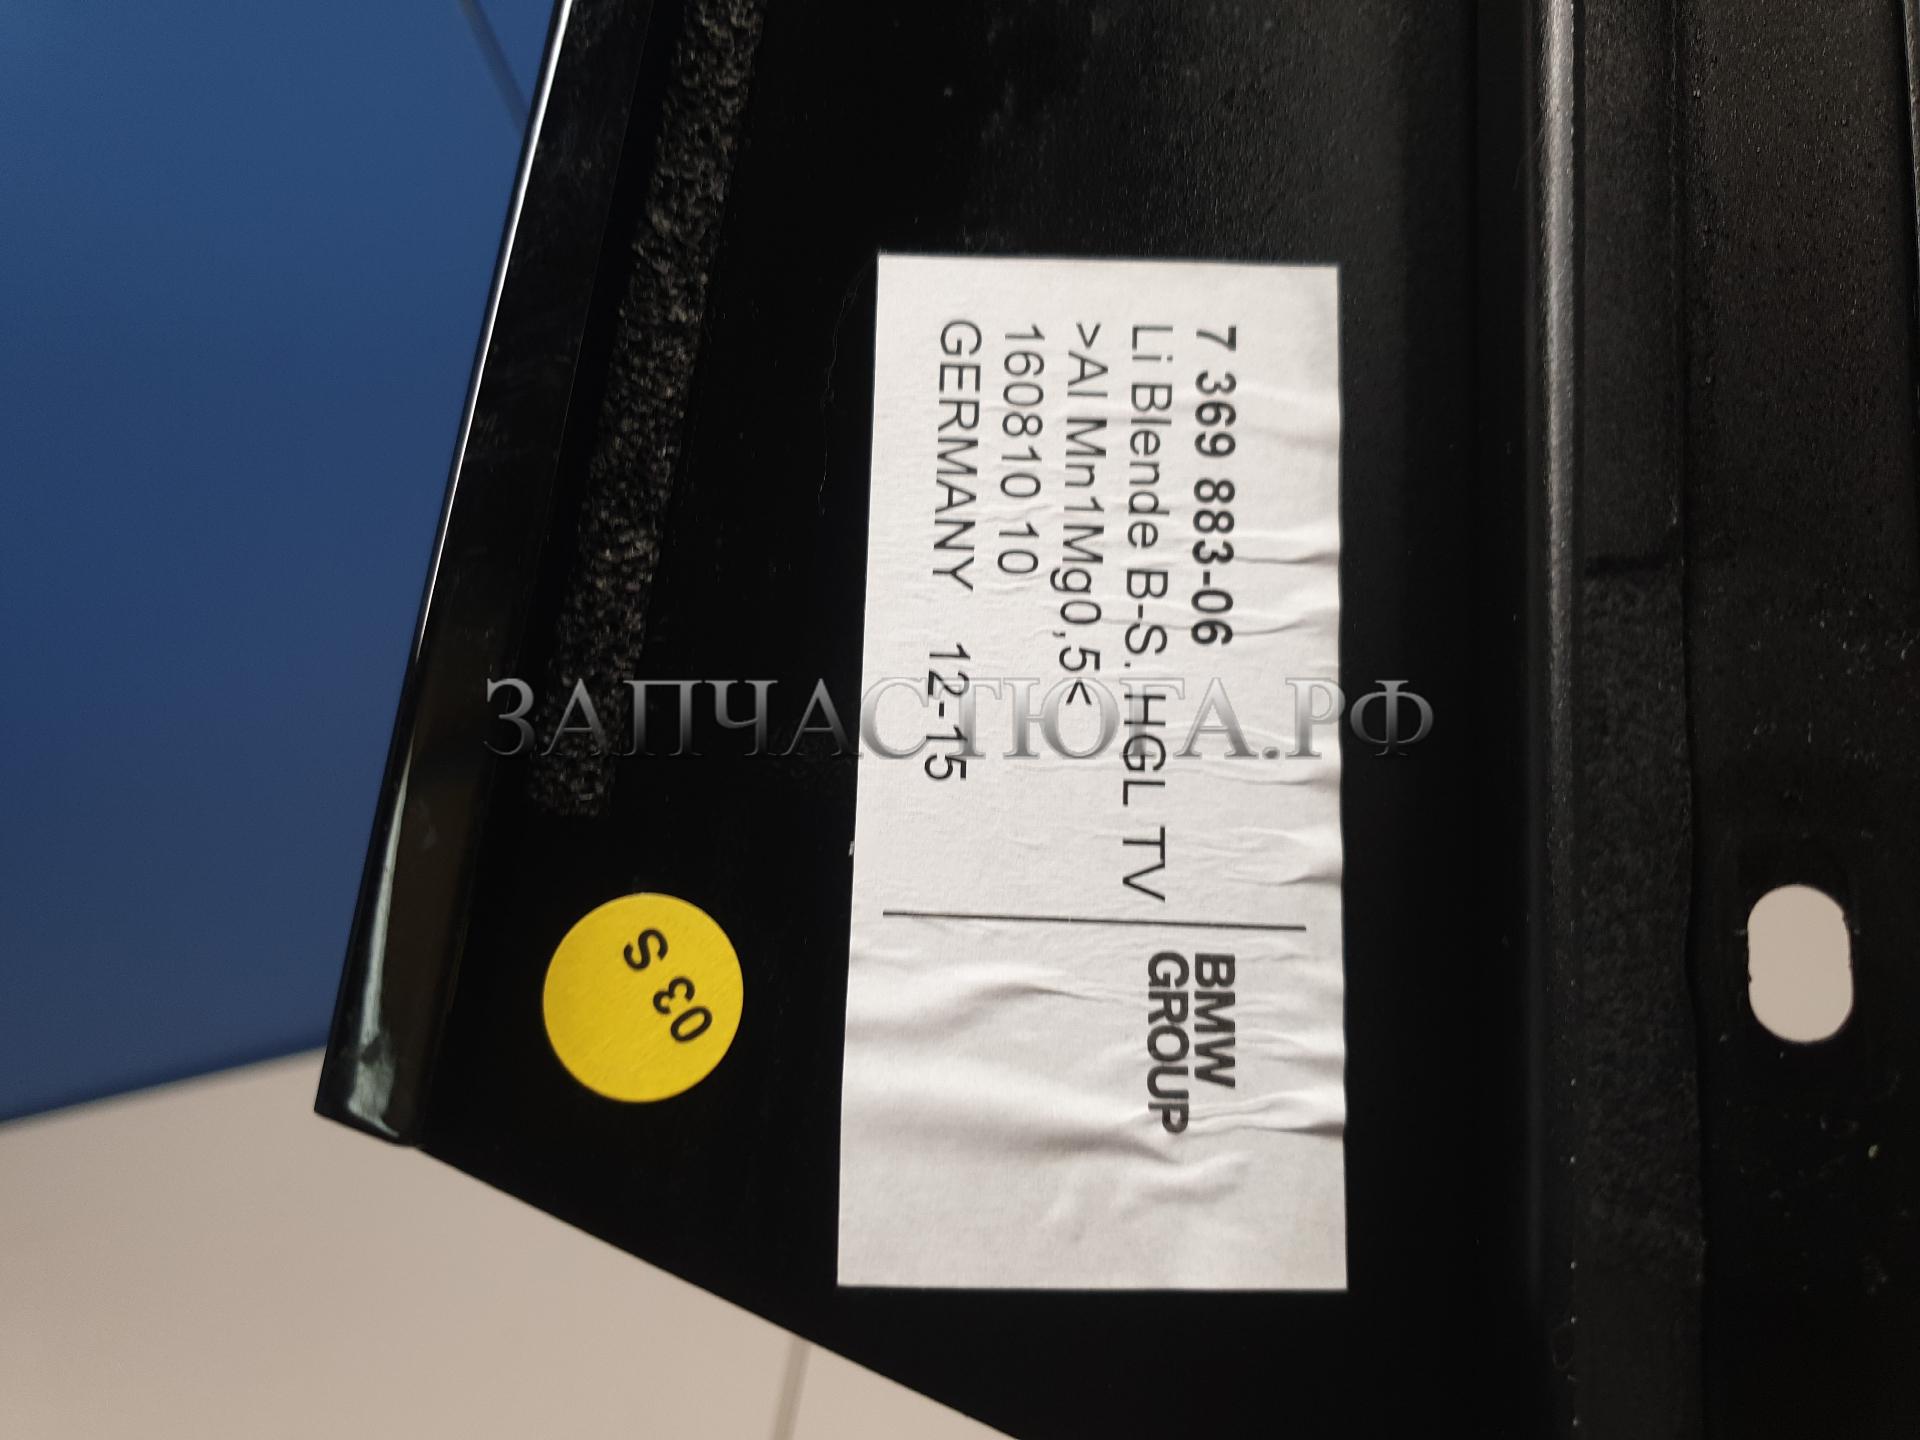 7 369 883-06
Li Blende B-S. HGL TV
>Al Mn1Mg0,5<
160810 10
GERMANY 12-15
BMW
GROUP
03 S
ЗАПЧАСТЮГА.РФ